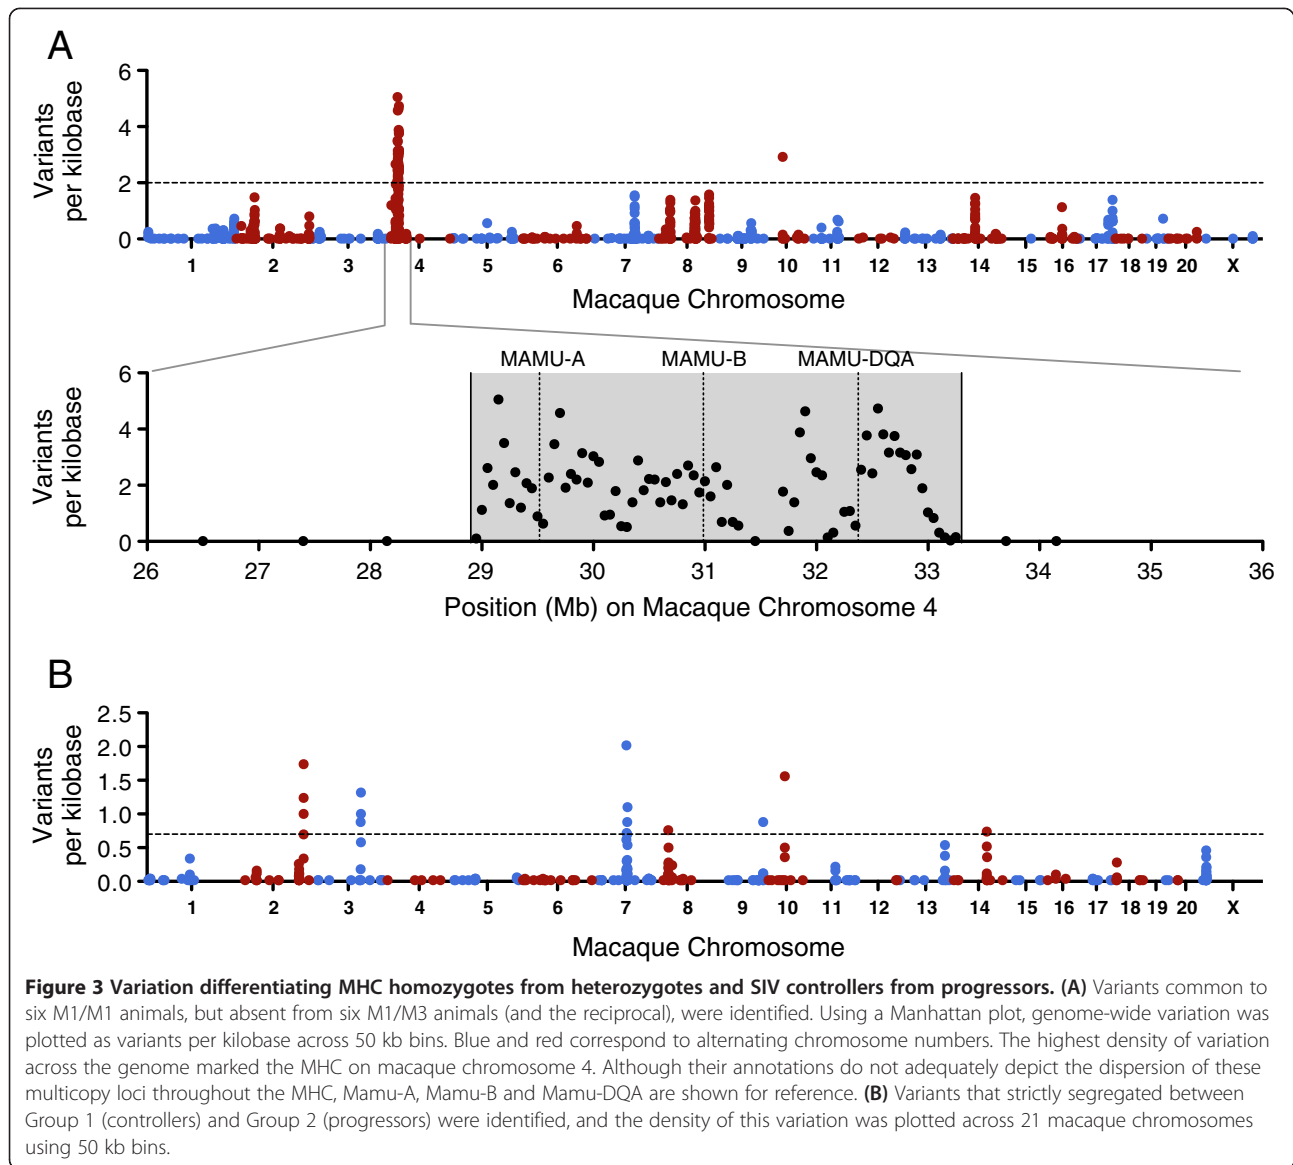 A
Variants
per kilobase
6
4
2
0
1 2 3 4 5 6 7 8 9 10 11 12 13 14 15 16 17 18 19 20 X
Macaque Chromosome
MAMU-A MAMU-B MAMU-DQA
Variants
per kilobase
6
4
2
0
26 27 28 29 30 31 32 33 34 35 36
Position (Mb) on Macaque Chromosome 4
B
Variants
per kilobase
2.5
2.0
1.5
1.0
0.5
0.0
1 2 3 4 5 6 7 8 9 10 11 12 13 14 15 16 17 18 19 20 X
Macaque Chromosome
Figure 3 Variation differentiating MHC homozygotes from heterozygotes and SIV controllers from progressors. (A) Variants common to
six M1/M1 animals, but absent from six M1/M3 animals (and the reciprocal), were identified. Using a Manhattan plot, genome-wide variation was
plotted as variants per kilobase across 50 kb bins. Blue and red correspond to alternating chromosome numbers. The highest density of variation
across the genome marked the MHC on macaque chromosome 4. Although their annotations do not adequately depict the dispersion of these
multicopy loci throughout the MHC, Mamu-A, Mamu-B and Mamu-DQA are shown for reference. (B) Variants that strictly segregated between
Group 1 (controllers) and Group 2 (progressors) were identified, and the density of this variation was plotted across 21 macaque chromosomes
using 50 kb bins.